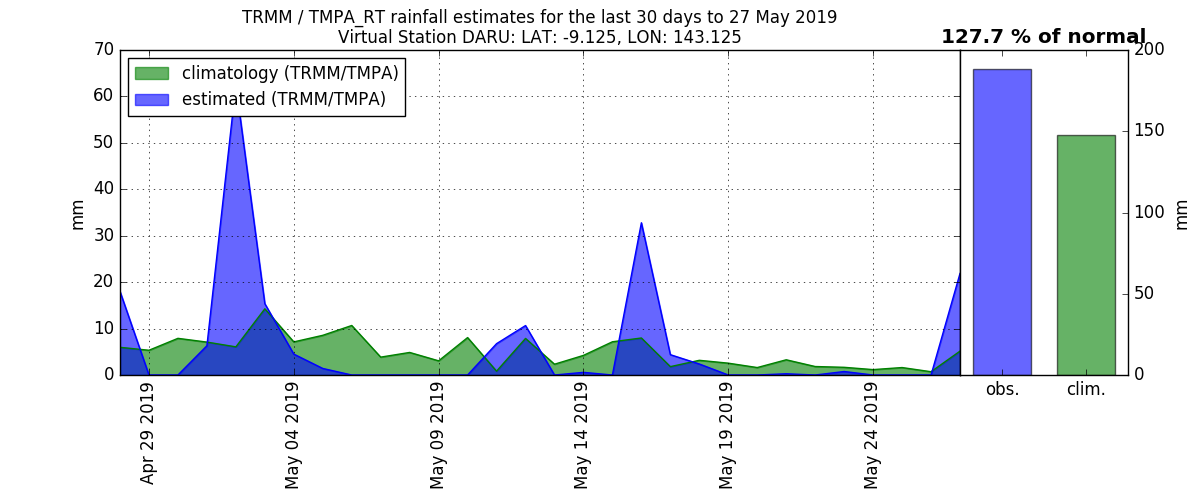 TRMM / TMPA_RT rainfall estimates for the last 30 days to 27 May 2019
Virtual Station DARU: LAT: -9.125, LON: 143.125
127.7 % of normal
climatology (TRMM/TMPA)
estimated (TRMM/TMPA)
70
60
50
40
30
20
10
0
mm
Apr 29 2019
May 04 2019
May 09 2019
May 14 2019
May 19 2019
May 24 2019
obs.
clim.
200
150
100
50
0
mm